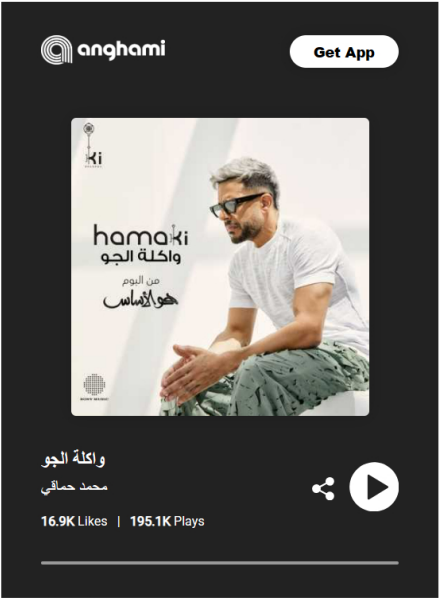 anghami
Get App
Ki
hamaki
واكلة الجو
من البوم
هو الأساس
واكلة الجو
محمد حماقي
16.9K Likes | 195.1K Plays